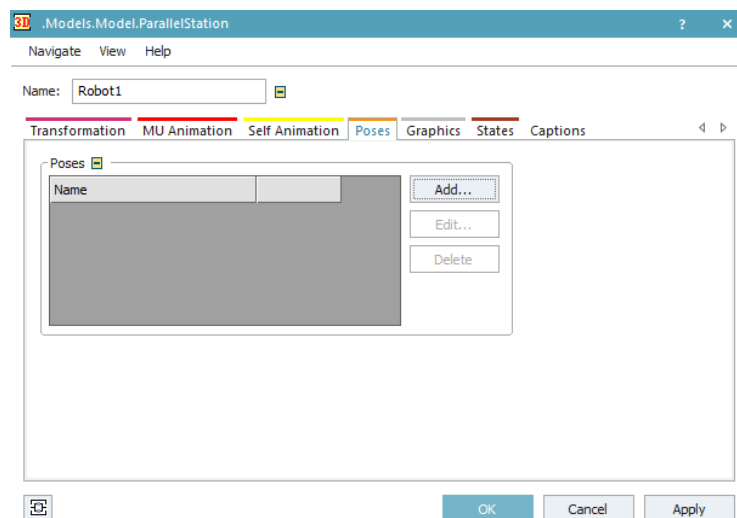 3D .Models.Model.ParallelStation ? ×
Navigate View Help
Name: Robot1
Transformation MU Animation Self Animation Poses Graphics States Captions
Poses
Name
Add...
Edit...
Delete
OK Cancel Apply